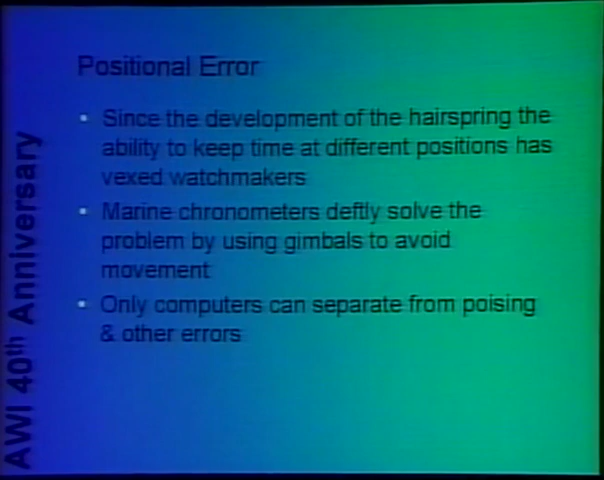 Positional Error
• Since the development of the hairspring the
ability to keep time at different positions has
vexed watchmakers
• Marine chronometers deftly solve the
problem by using gimbals to avoid
movement
• Only computers can separate from poising
& other errors
AWI 40th Anniversary